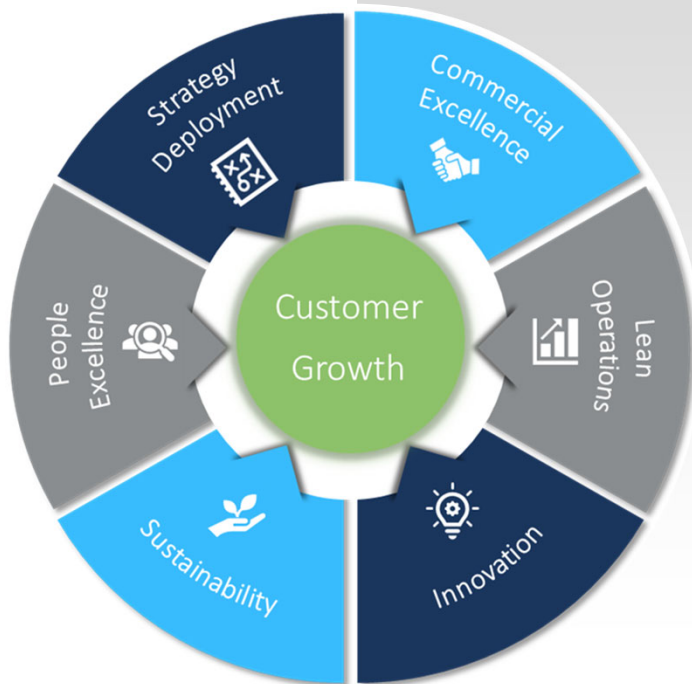 Strategy
Deployment
Commercial
Excellence
Lean
Operations
Innovation
Sustainability
People
Excellence
Customer
Growth